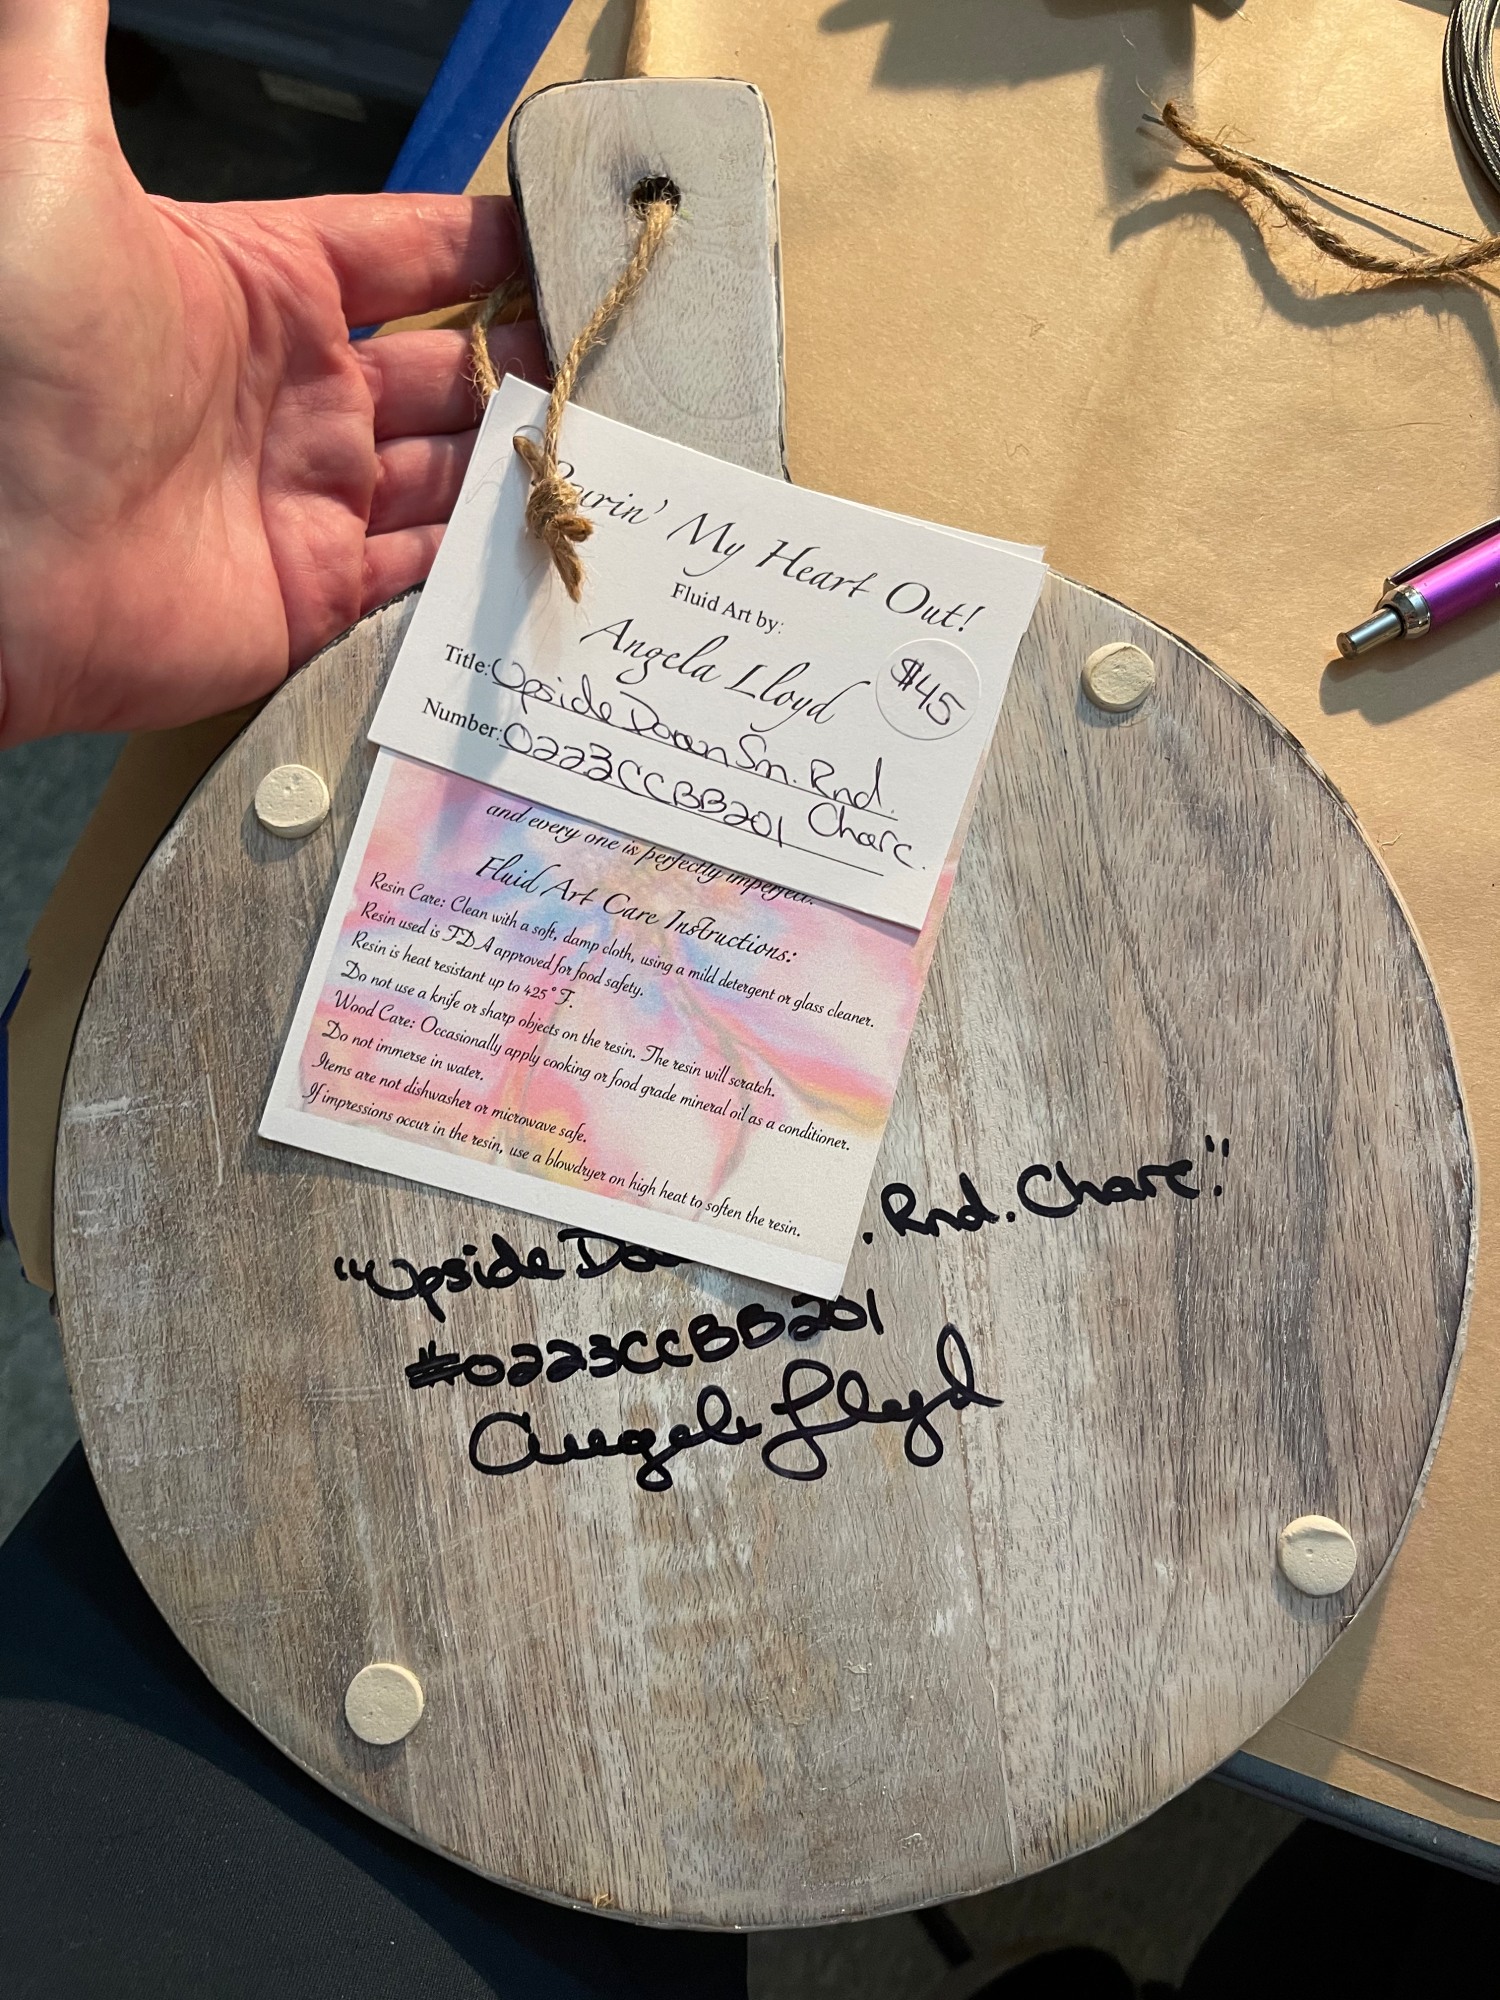 Pourin' My Heart Out!
Fluid Art by:
Angela Lloyd
$45
Title: Upside Down Sm. Rnd.
Charc.
Number: 0223CCBB201
and every one is perfectly imperfect.
Fluid Art Care Instructions:
Resin Care: Clean with a soft, damp cloth, using a mild detergent or glass cleaner.
Resin used is FDA approved for food safety.
Resin is heat resistant up to 425° F.
Do not use a knife or sharp objects on the resin. The resin will scratch.
Wood Care: Occasionally apply cooking or food grade mineral oil as a conditioner.
Do not immerse in water.
Items are not dishwasher or microwave safe.
If impressions occur in the resin, use a blowdryer on high heat to soften the resin.
"Upside Dow . Rnd. Charc".
#0223CCBB201
Angela Lloyd